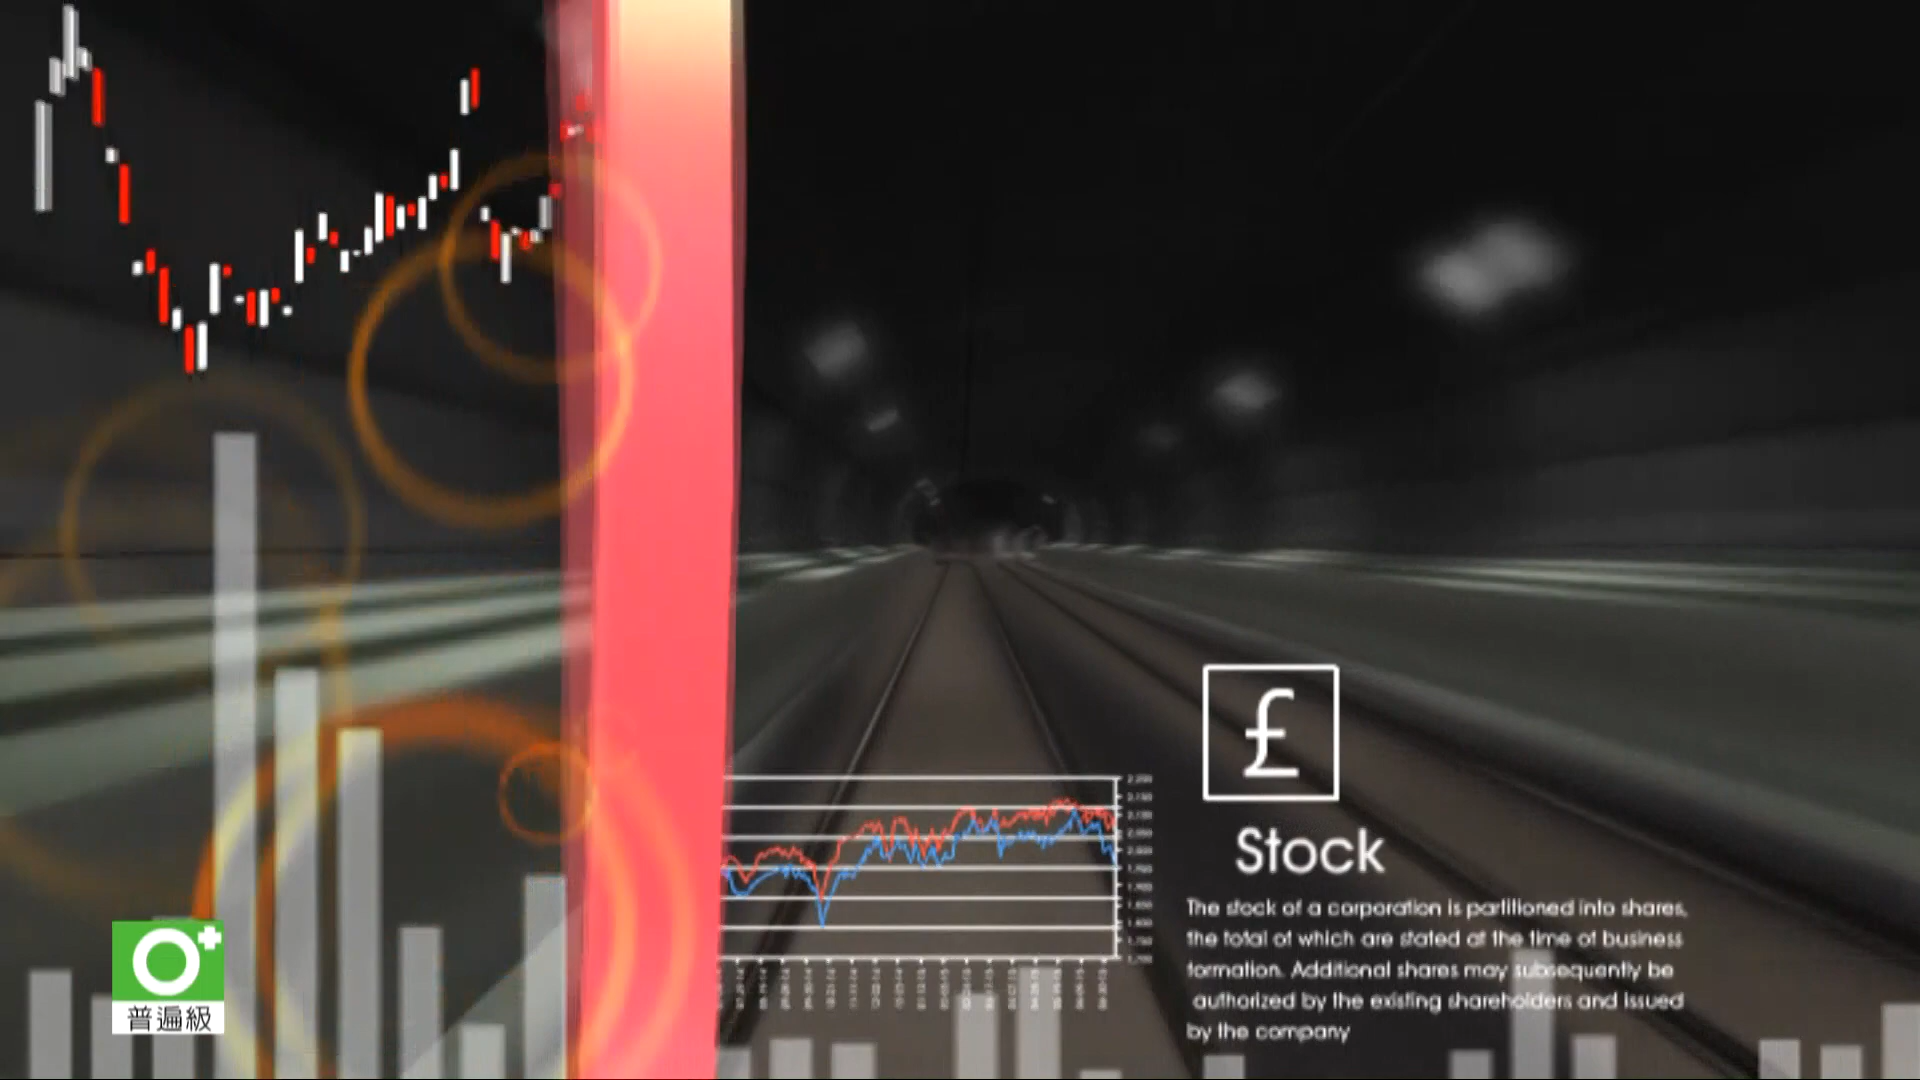 £
Stock
The stock of a corporation is partitioned into shares,
the total of which are stated at the time of business
formation. Additional shares may subsequently be
authorized by the existing shareholders and issued
by the company
普遍級